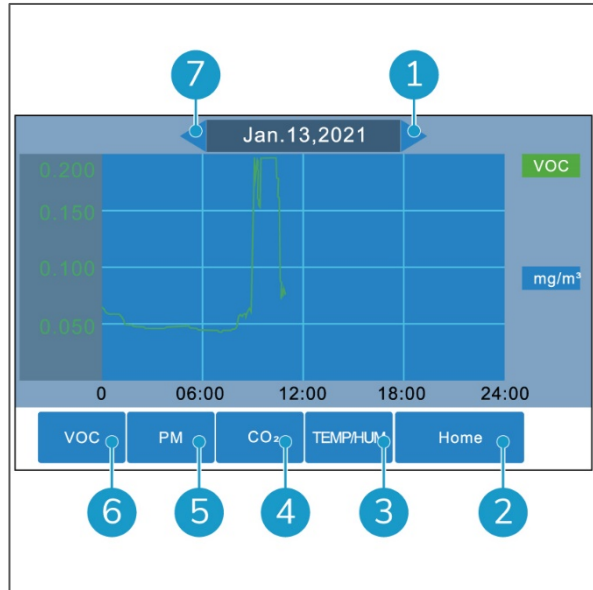 7 1
Jan.13,2021
0.200 VOC
0.150
0.100 mg/m³
0.050
0 06:00 12:00 18:00 24:00
VOC PM CO₂ TEMP/HUM Home
6 5 4 3 2